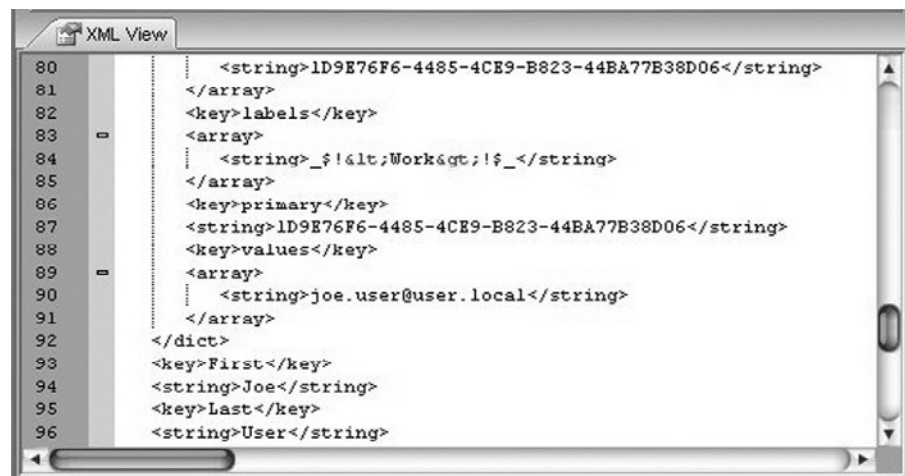 XML View
80 <string>1D9E76F6-4485-4CE9-B823-44BA77B38D06</string>
81 </array>
82 <key>labels</key>
83 <array>
84 <string>_$!&lt;Work&gt;!$_</string>
85 </array>
86 <key>primary</key>
87 <string>1D9E76F6-4485-4CE9-B823-44BA77B38D06</string>
88 <key>values</key>
89 <array>
90 <string>joe.user@user.local</string>
91 </array>
92 </dict>
93 <key>First</key>
94 <string>Joe</string>
95 <key>Last</key>
96 <string>User</string>